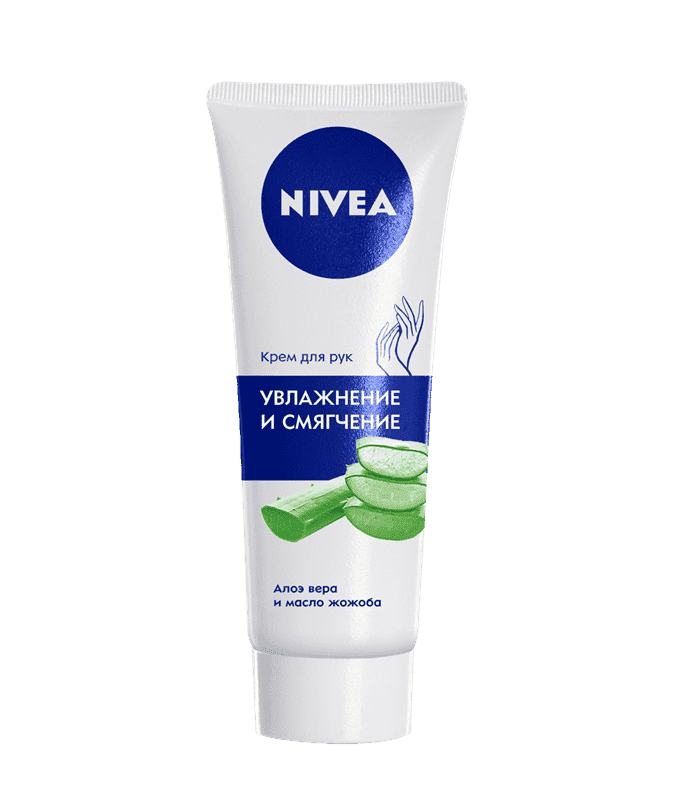 NIVEA
Крем для рук
УВЛАЖНЕНИЕ
И СМЯГЧЕНИЕ
Алоэ вера
и масло жожоба